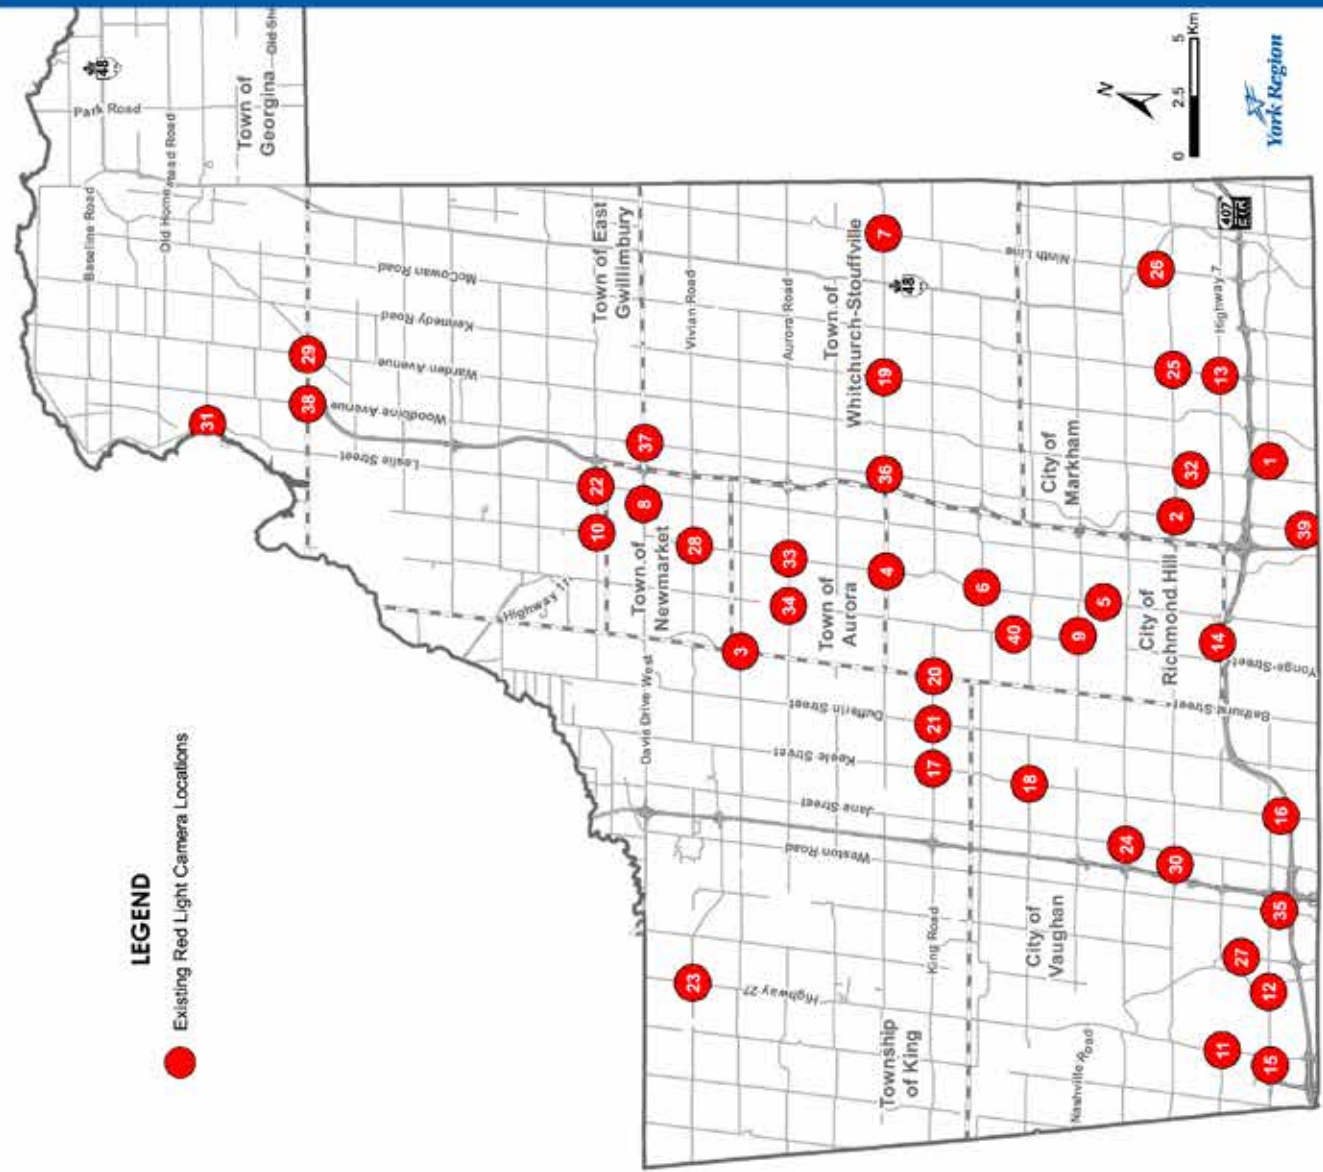 LEGEND
Existing Red Light Camera Locations
N
0 2.5 5
Km
York Region
48
Park Road
Old Homestead Road
Baseline Road
Town of
Georgina
McCowan Road
Kennedy Road
Warden Avenue
Woodbine Avenue
Leslie Street
Town of East
Gwillimbury
Vivian Road
Aurora Road
Town of
Whitchurch-Stouffville
48
Ninth Line
407
ETR
Highway 7
City of
Markham
Town of
Newmarket
Highway 11
Town of
Aurora
City of
Richmond Hill
Yonge Street
Bathurst Street
Davis Drive West
Dufferin Street
Keele Street
Jane Street
Weston Road
King Road
City of
Vaughan
Highway 27
Township
of King
Nashville Road
31
29
38
37
22
10
8
28
33
34
3
7
19
36
4
6
40
9
5
20
21
17
18
24
30
16
35
27
12
11
15
23
26
25
13
32
2
1
39
14